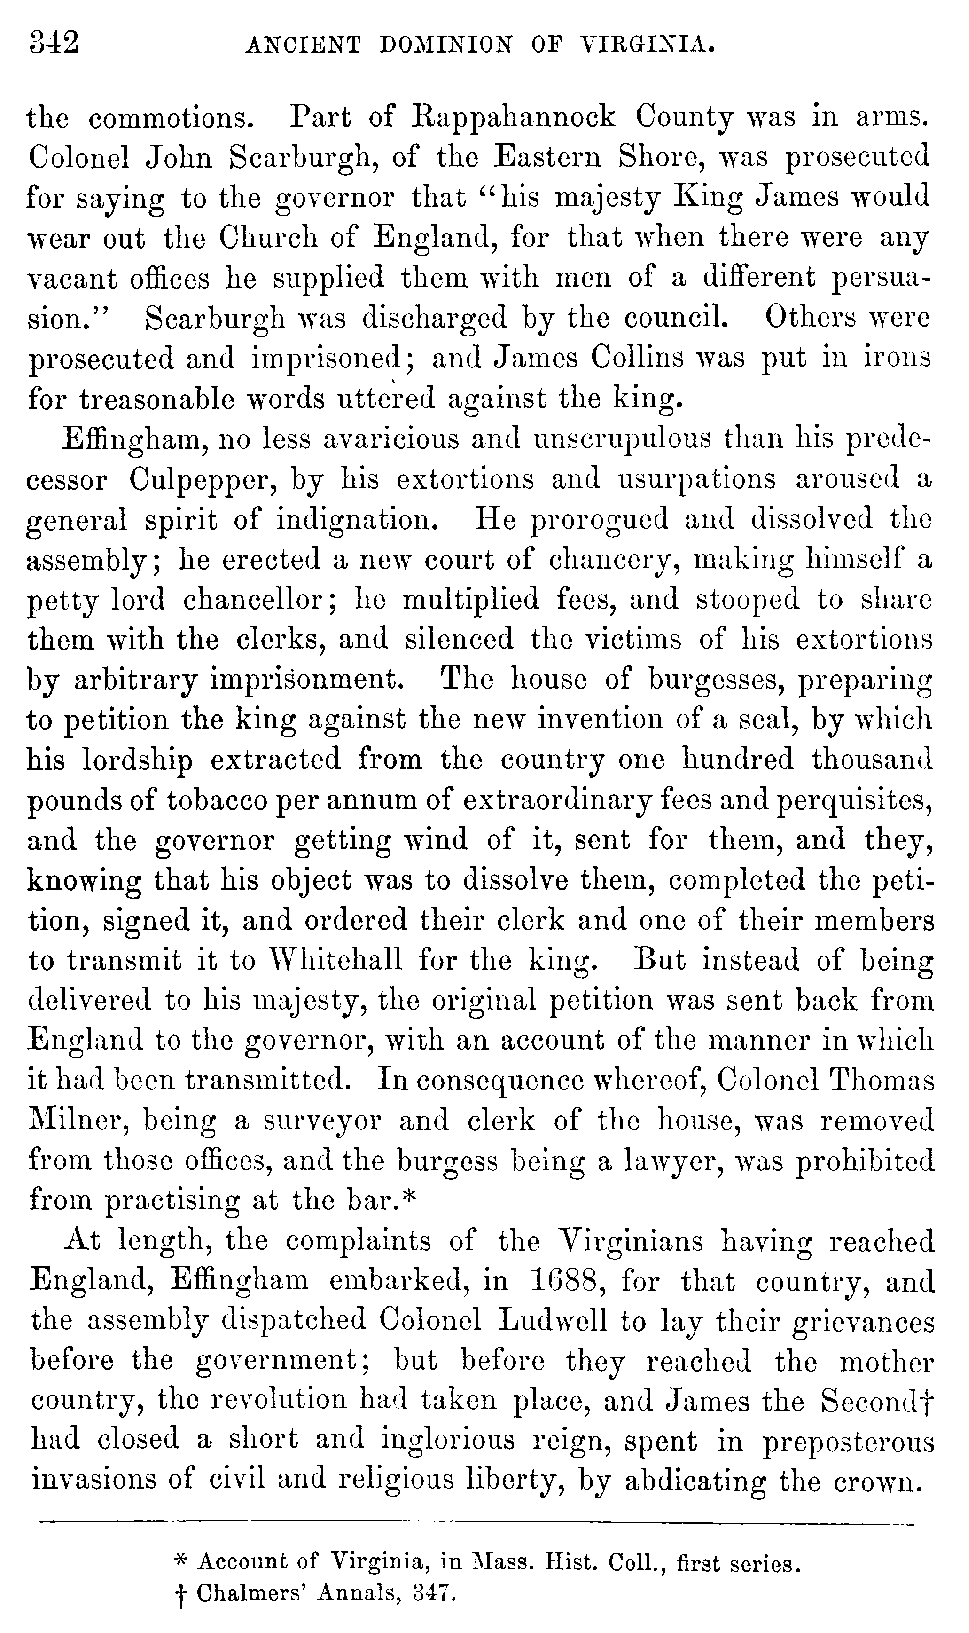 342 ANCIENT DOMINION OF VIRGINIA.
the commotions. Part of Rappahannock County was in arms.
Colonel John Scarburgh, of the Eastern Shore, was prosecuted
for saying to the governor that “his majesty King James would
wear out the Church of England, for that when there were any
vacant offices he supplied them with men of a different persua-
sion.” Scarburgh was discharged by the council. Others were
prosecuted and imprisoned; and James Collins was put in irons
for treasonable words uttered against the king.
Effingham, no less avaricious and unscrupulous than his prede-
cessor Culpepper, by his extortions and usurpations aroused a
general spirit of indignation. He prorogued and dissolved the
assembly; he erected a new court of chancery, making himself a
petty lord chancellor; he multiplied fees, and stooped to share
them with the clerks, and silenced the victims of his extortions
by arbitrary imprisonment. The house of burgesses, preparing
to petition the king against the new invention of a seal, by which
his lordship extracted from the country one hundred thousand
pounds of tobacco per annum of extraordinary fees and perquisites,
and the governor getting wind of it, sent for them, and they,
knowing that his object was to dissolve them, completed the peti-
tion, signed it, and ordered their clerk and one of their members
to transmit it to Whitehall for the king. But instead of being
delivered to his majesty, the original petition was sent back from
England to the governor, with an account of the manner in which
it had been transmitted. In consequence whereof, Colonel Thomas
Milner, being a surveyor and clerk of the house, was removed
from those offices, and the burgess being a lawyer, was prohibited
from practising at the bar.*
At length, the complaints of the Virginians having reached
England, Effingham embarked, in 1688, for that country, and
the assembly dispatched Colonel Ludwell to lay their grievances
before the government; but before they reached the mother
country, the revolution had taken place, and James the Second†
had closed a short and inglorious reign, spent in preposterous
invasions of civil and religious liberty, by abdicating the crown.
* Account of Virginia, in Mass. Hist. Coll., first series.
† Chalmers’ Annals, 347.